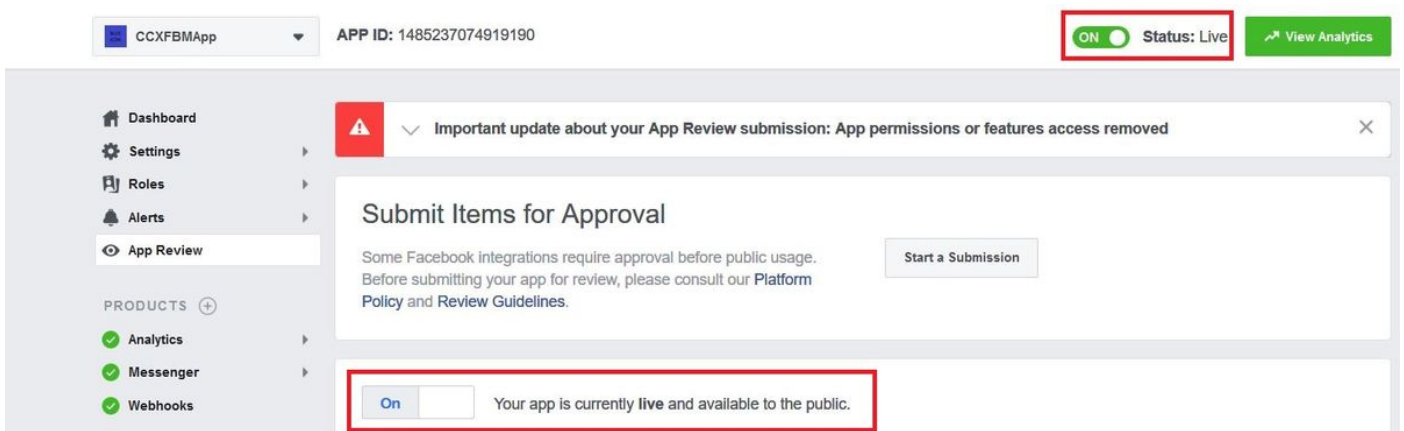 CCXFBMApp
APP ID: 1485237074919190
ON Status: Live
View Analytics
Dashboard
Settings
Roles
Alerts
App Review
PRODUCTS
Analytics
Messenger
Webhooks
Important update about your App Review submission: App permissions or features access removed
Submit Items for Approval
Some Facebook integrations require approval before public usage.
Before submitting your app for review, please consult our Platform
Policy and Review Guidelines.
Start a Submission
On
Your app is currently live and available to the public.